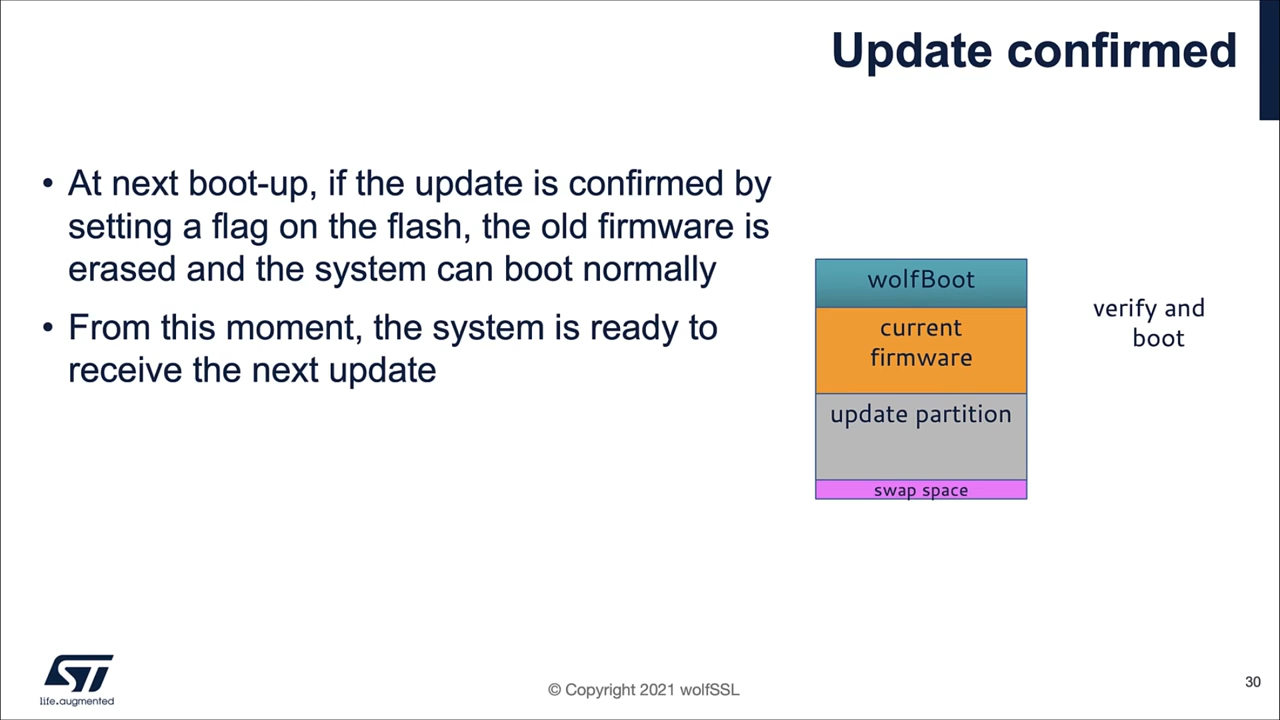 Update confirmed
• At next boot-up, if the update is confirmed by
setting a flag on the flash, the old firmware is
erased and the system can boot normally
• From this moment, the system is ready to
receive the next update
wolfBoot
current
firmware
update partition
swap space
verify and
boot
ST
life.augmented
© Copyright 2021 wolfSSL
30